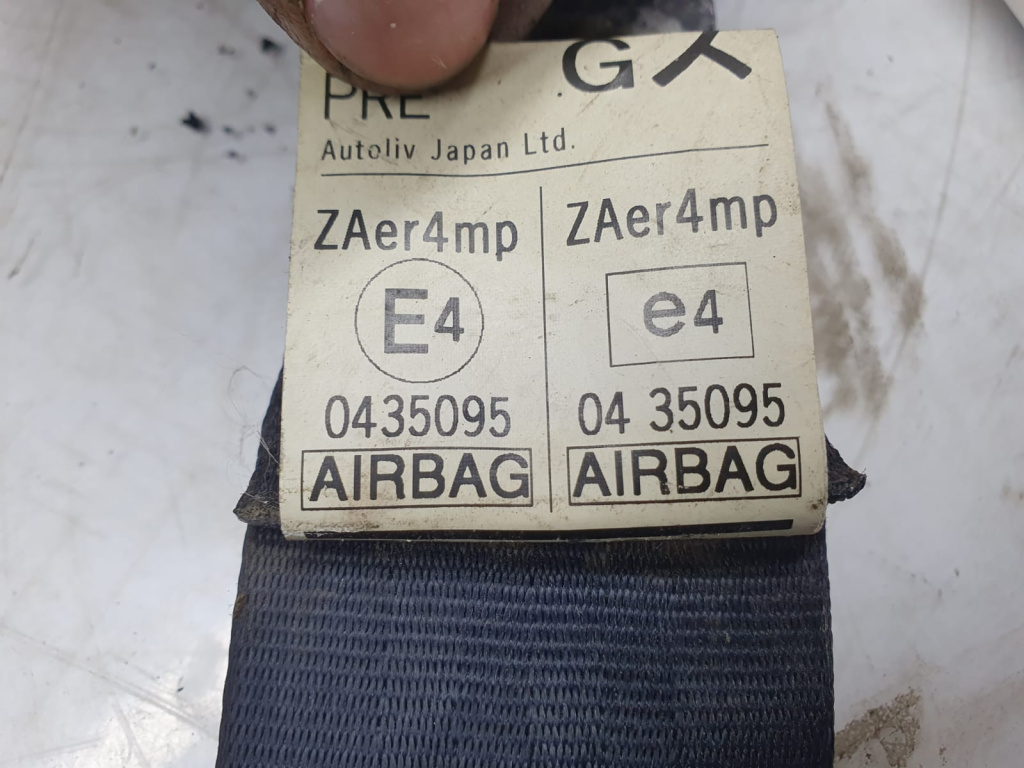 PRE
G
Autoliv Japan Ltd.
ZAer4mp ZAer4mp
E4 e4
0435095 04 35095
AIRBAG AIRBAG